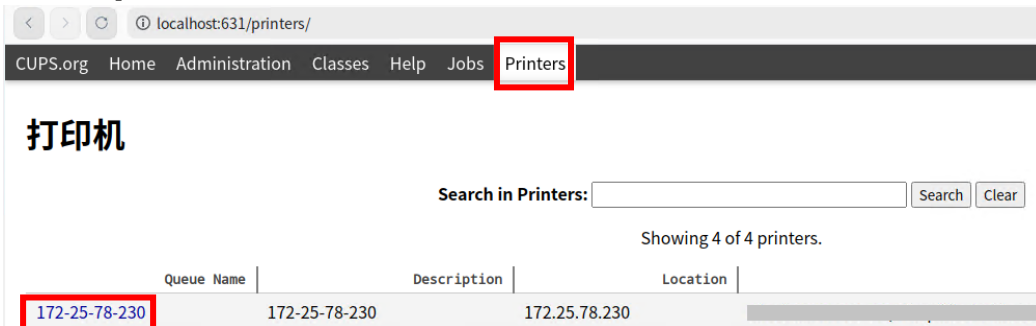 localhost:631/printers/
CUPS.org Home Administration Classes Help Jobs Printers
打印机
Search in Printers: Search Clear
Showing 4 of 4 printers.
Queue Name Description Location
172-25-78-230 172-25-78-230 172.25.78.230